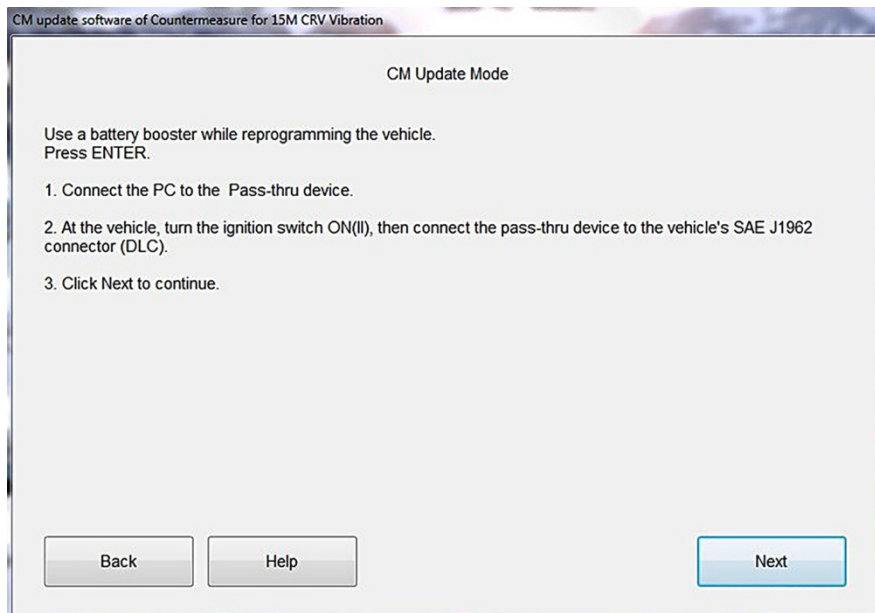 CM update software of Countermeasure for 15M CRV Vibration
CM Update Mode
Use a battery booster while reprogramming the vehicle.
Press ENTER.
1. Connect the PC to the Pass-thru device.
2. At the vehicle, turn the ignition switch ON(II), then connect the pass-thru device to the vehicle's SAE J1962
connector (DLC).
3. Click Next to continue.
Back
Help
Next